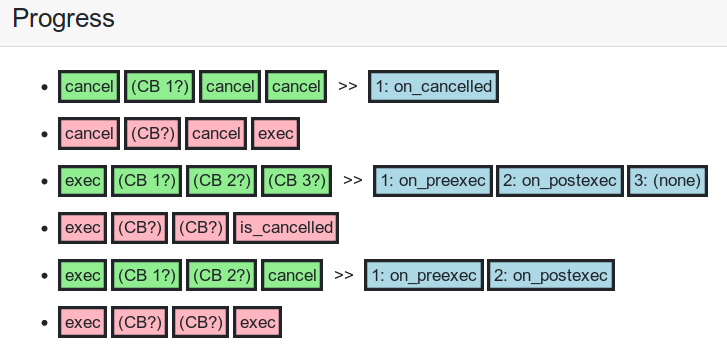 Progress
• cancel (CB 1?) cancel cancel >> 1: on_cancelled
• cancel (CB?) cancel exec
• exec (CB 1?) (CB 2?) (CB 3?) >> 1: on_preexec 2: on_postexec 3: (none)
• exec (CB?) (CB?) is_cancelled
• exec (CB 1?) (CB 2?) cancel >> 1: on_preexec 2: on_postexec
• exec (CB?) (CB?) exec